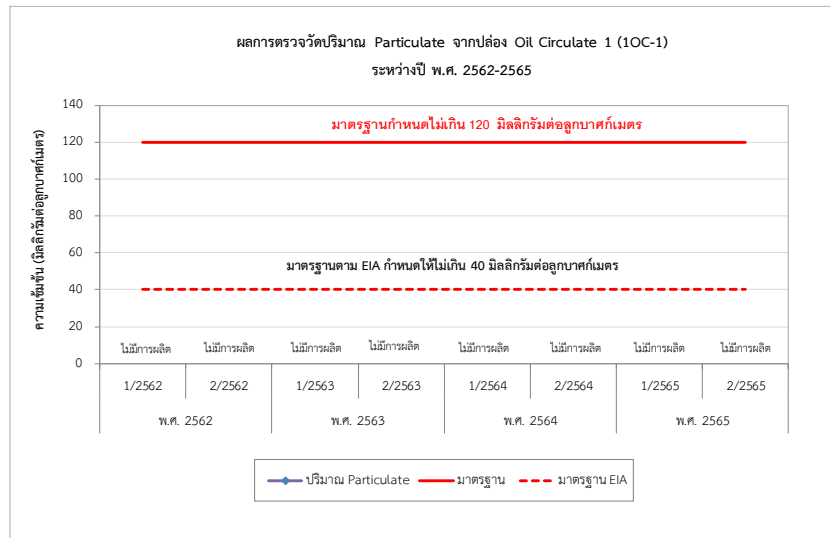 ผลการตรวจวัดปริมาณ Particulate จากปล่อง Oil Circulate 1 (1OC-1)
ระหว่างปี พ.ศ. 2562-2565
ความเข้มข้น (มิลลิกรัมต่อลูกบาศก์เมตร)
140
มาตรฐานกำหนดไม่เกิน 120 มิลลิกรัมต่อลูกบาศก์เมตร
120
100
80
60
มาตรฐานตาม EIA กำหนดให้ไม่เกิน 40 มิลลิกรัมต่อลูกบาศก์เมตร
40
20
ไม่มีการผลิต ไม่มีการผลิต ไม่มีการผลิต ไม่มีการผลิต ไม่มีการผลิต ไม่มีการผลิต ไม่มีการผลิต ไม่มีการผลิต
0
1/2562 2/2562 1/2563 2/2563 1/2564 2/2564 1/2565 2/2565
พ.ศ. 2562 พ.ศ. 2563 พ.ศ. 2564 พ.ศ. 2565
ปริมาณ Particulate มาตรฐาน มาตรฐาน EIA